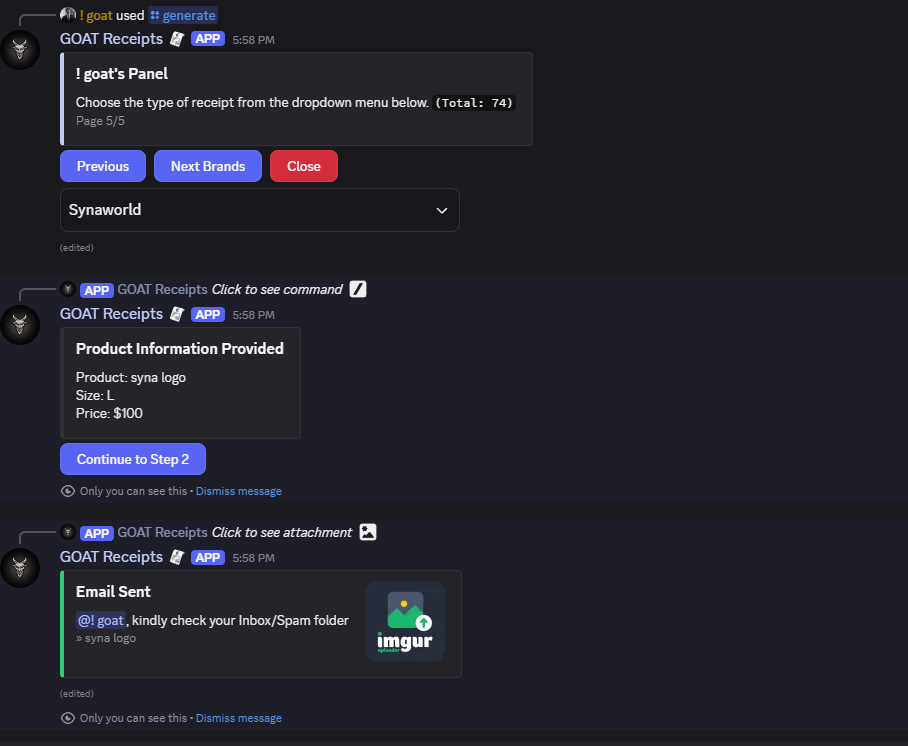 ! goat used generate
GOAT Receipts APP 5:58 PM
! goat's Panel
Choose the type of receipt from the dropdown menu below. (Total: 74)
Page 5/5
Previous Next Brands Close
Synaworld
(edited)
APP GOAT Receipts Click to see command
GOAT Receipts APP 5:58 PM
Product Information Provided
Product: syna logo
Size: L
Price: $100
Continue to Step 2
Only you can see this • Dismiss message
APP GOAT Receipts Click to see attachment
GOAT Receipts APP 5:58 PM
Email Sent
@! goat, kindly check your Inbox/Spam folder
» syna logo
imgur
uploader
(edited)
Only you can see this • Dismiss message